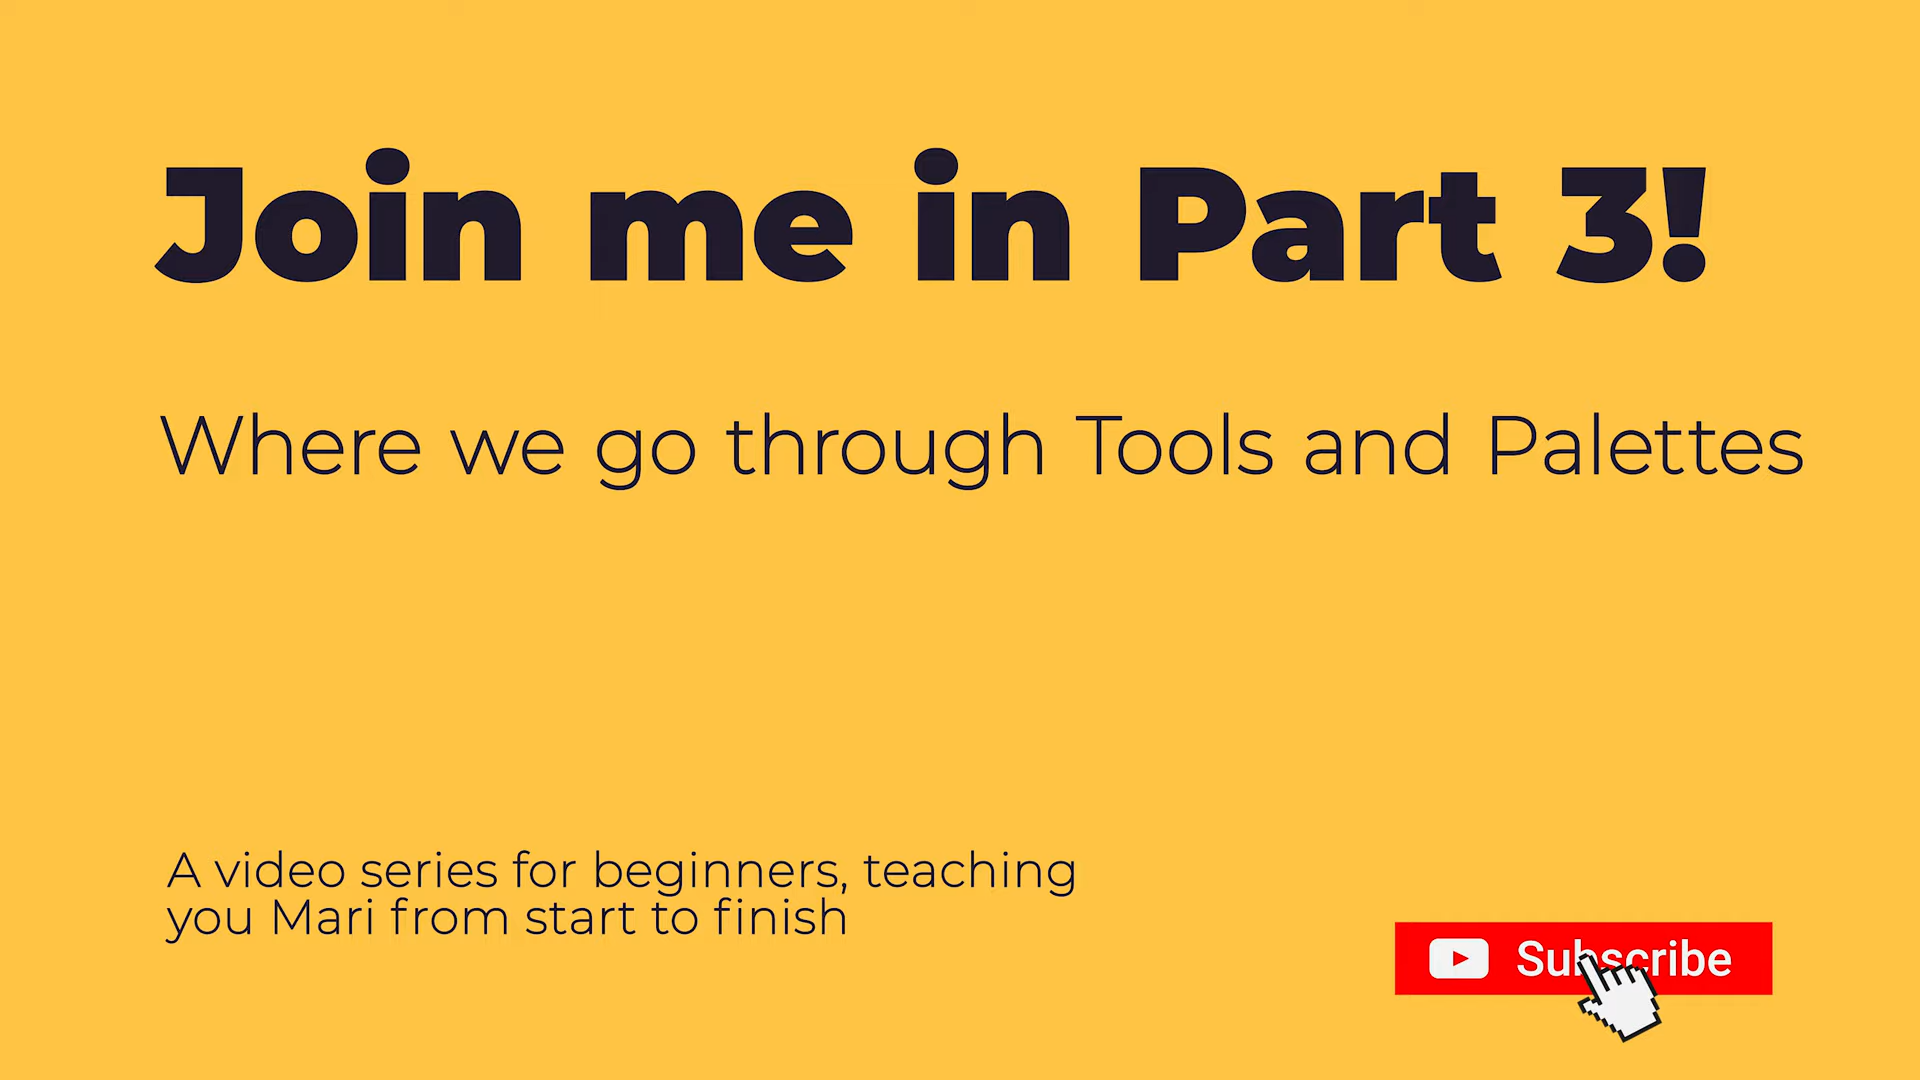 Join me in Part 3!
Where we go through Tools and Palettes
A video series for beginners, teaching
you Mari from start to finish
Subscribe